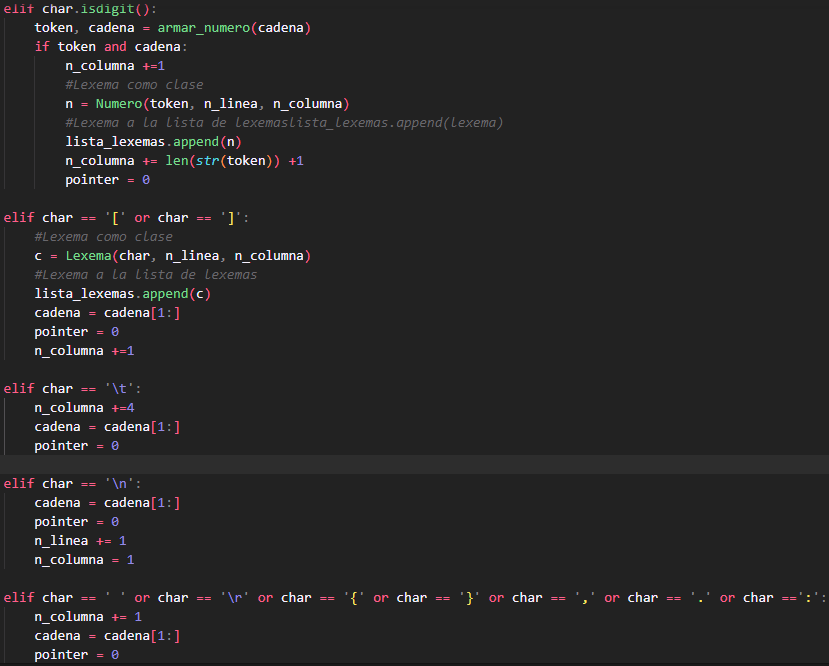 elif char.isdigit():
    token, cadena = armar_numero(cadena)
    if token and cadena:
        n_columna +=1
        #Lexema como clase
        n = Numero(token, n_linea, n_columna)
        #Lexema a la lista de lexemaslista_lexemas.append(lexema)
        lista_lexemas.append(n)
        n_columna += len(str(token)) +1
        pointer = 0
elif char == '[' or char == ']':
    #Lexema como clase
    c = Lexema(char, n_linea, n_columna)
    #Lexema a la lista de lexemas
    lista_lexemas.append(c)
    cadena = cadena[1:]
    pointer = 0
    n_columna +=1
elif char == '\t':
    n_columna +=4
    cadena = cadena[1:]
    pointer = 0
elif char == '\n':
    cadena = cadena[1:]
    pointer = 0
    n_linea += 1
    n_columna = 1
elif char == ' ' or char == '\r' or char == '{' or char == '}' or char == ',' or char == '.' or char ==':':
    n_columna += 1
    cadena = cadena[1:]
    pointer = 0